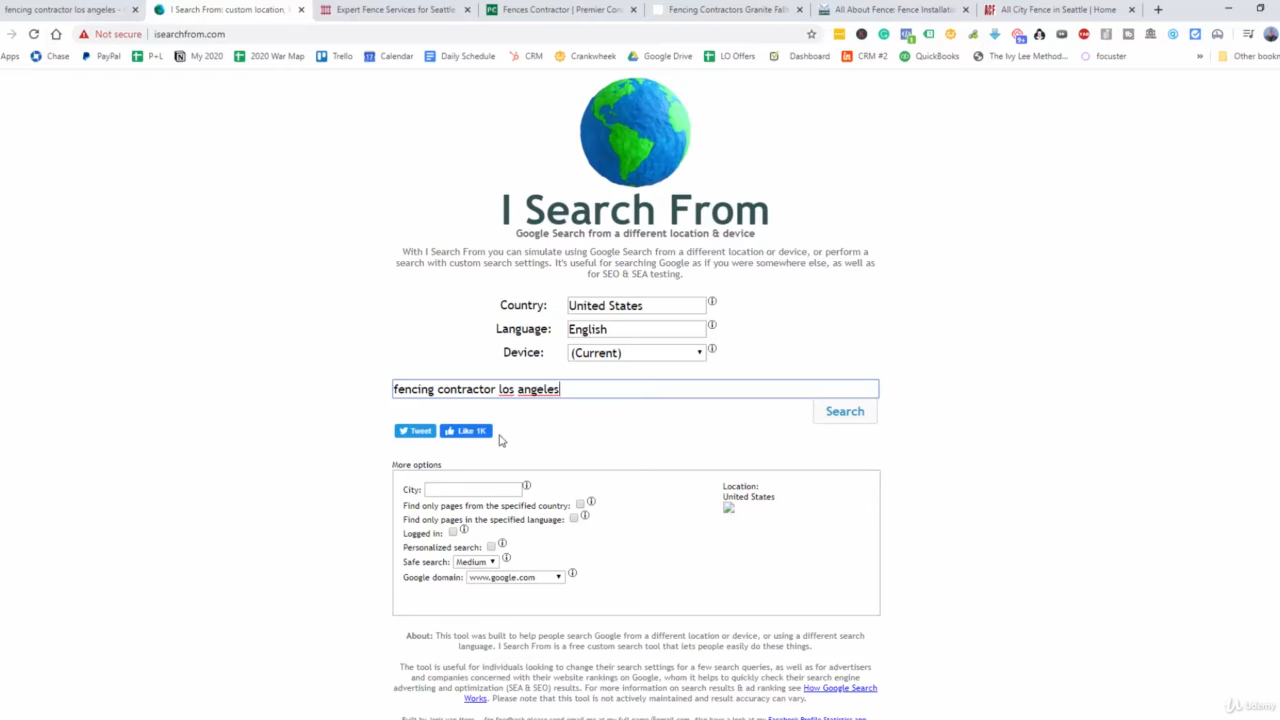 fencing contractor los angeles -
I Search From: custom location,
Expert Fence Services for Seattle
Fences Contractor | Premier Con
Fencing Contractors Granite Fall
All About Fence: Fence Installati
All City Fence in Seattle | Home
Not secure
isearchfrom.com
Apps
Chase
PayPal
P+L
My 2020
2020 War Map
Trello
Calendar
Daily Schedule
CRM
Crankwheel
Google Drive
LO Offers
Dashboard
CRM #2
QuickBooks
The Ivy Lee Method...
focuster
»
Other bookm
I Search From
Google Search from a different location & device
With I Search From you can simulate using Google Search from a different location or device, or perform a
search with custom search settings. It's useful for searching Google as if you were somewhere else, as well as
for SEO & SEA testing.
Country: United States
Language: English
Device: (Current)
fencing contractor los angeles
Search
Tweet
Like 1K
More options
City:
Find only pages from the specified country:
Find only pages in the specified language:
Logged in:
Personalized search:
Safe search: Medium
Google domain: www.google.com
Location:
United States
About: This tool was built to help people search Google from a different location or device, or using a different search
language. I Search From is a free custom search tool that lets people easily do these things.
The tool is useful for individuals looking to change their search settings for a few search queries, as well as for advertisers
and companies concerned with their website rankings on Google, whom it helps to quickly check their search engine
advertising and optimization (SEA & SEO) results. For more information on search results & ad ranking see How Google Search
Works. Please note that this tool is not actively maintained and result accuracy can vary.
Udemy